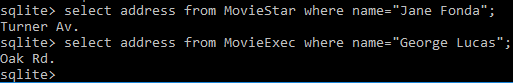 sqlite> select address from MovieStar where name="Jane Fonda";
Turner Av.
sqlite> select address from MovieExec where name="George Lucas";
Oak Rd.
sqlite>